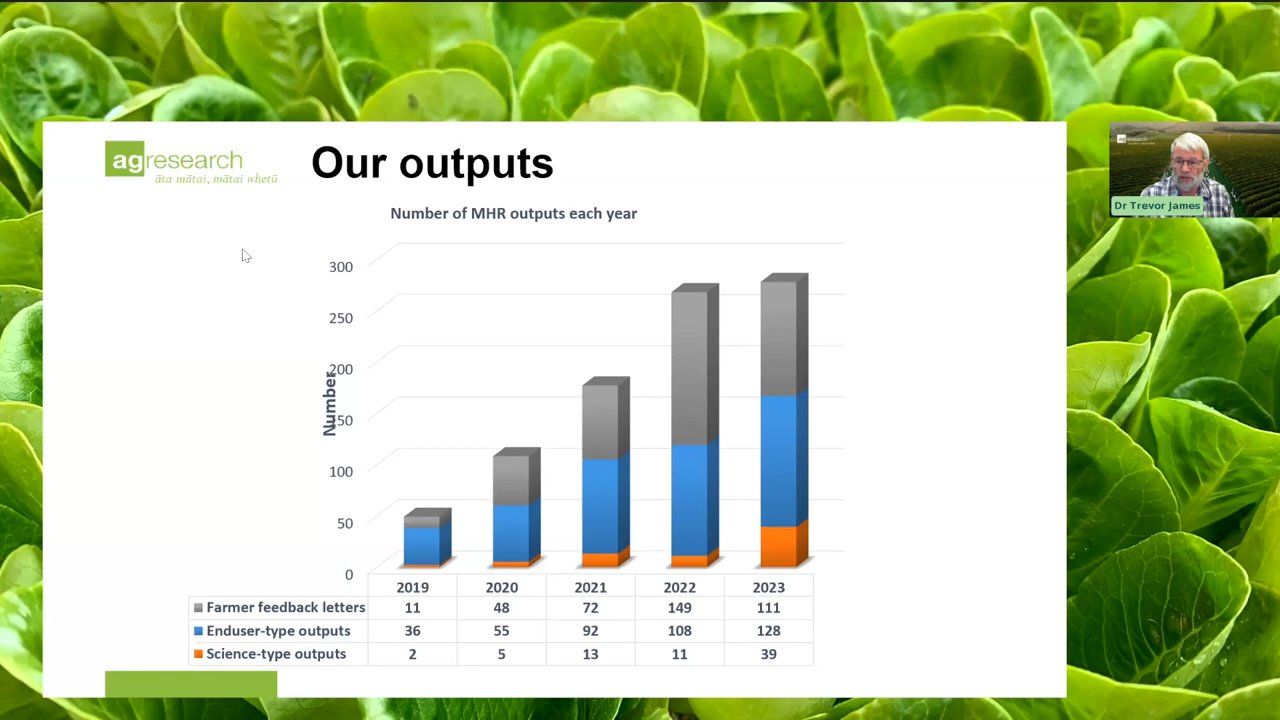 agresearch
āta mātai, mātai whetū
Our outputs
Number of MHR outputs each year
Number
300
250
200
150
100
50
0
2019 2020 2021 2022 2023
Farmer feedback letters 11 48 72 149 111
Enduser-type outputs 36 55 92 108 128
Science-type outputs 2 5 13 11 39
Dr Trevor James